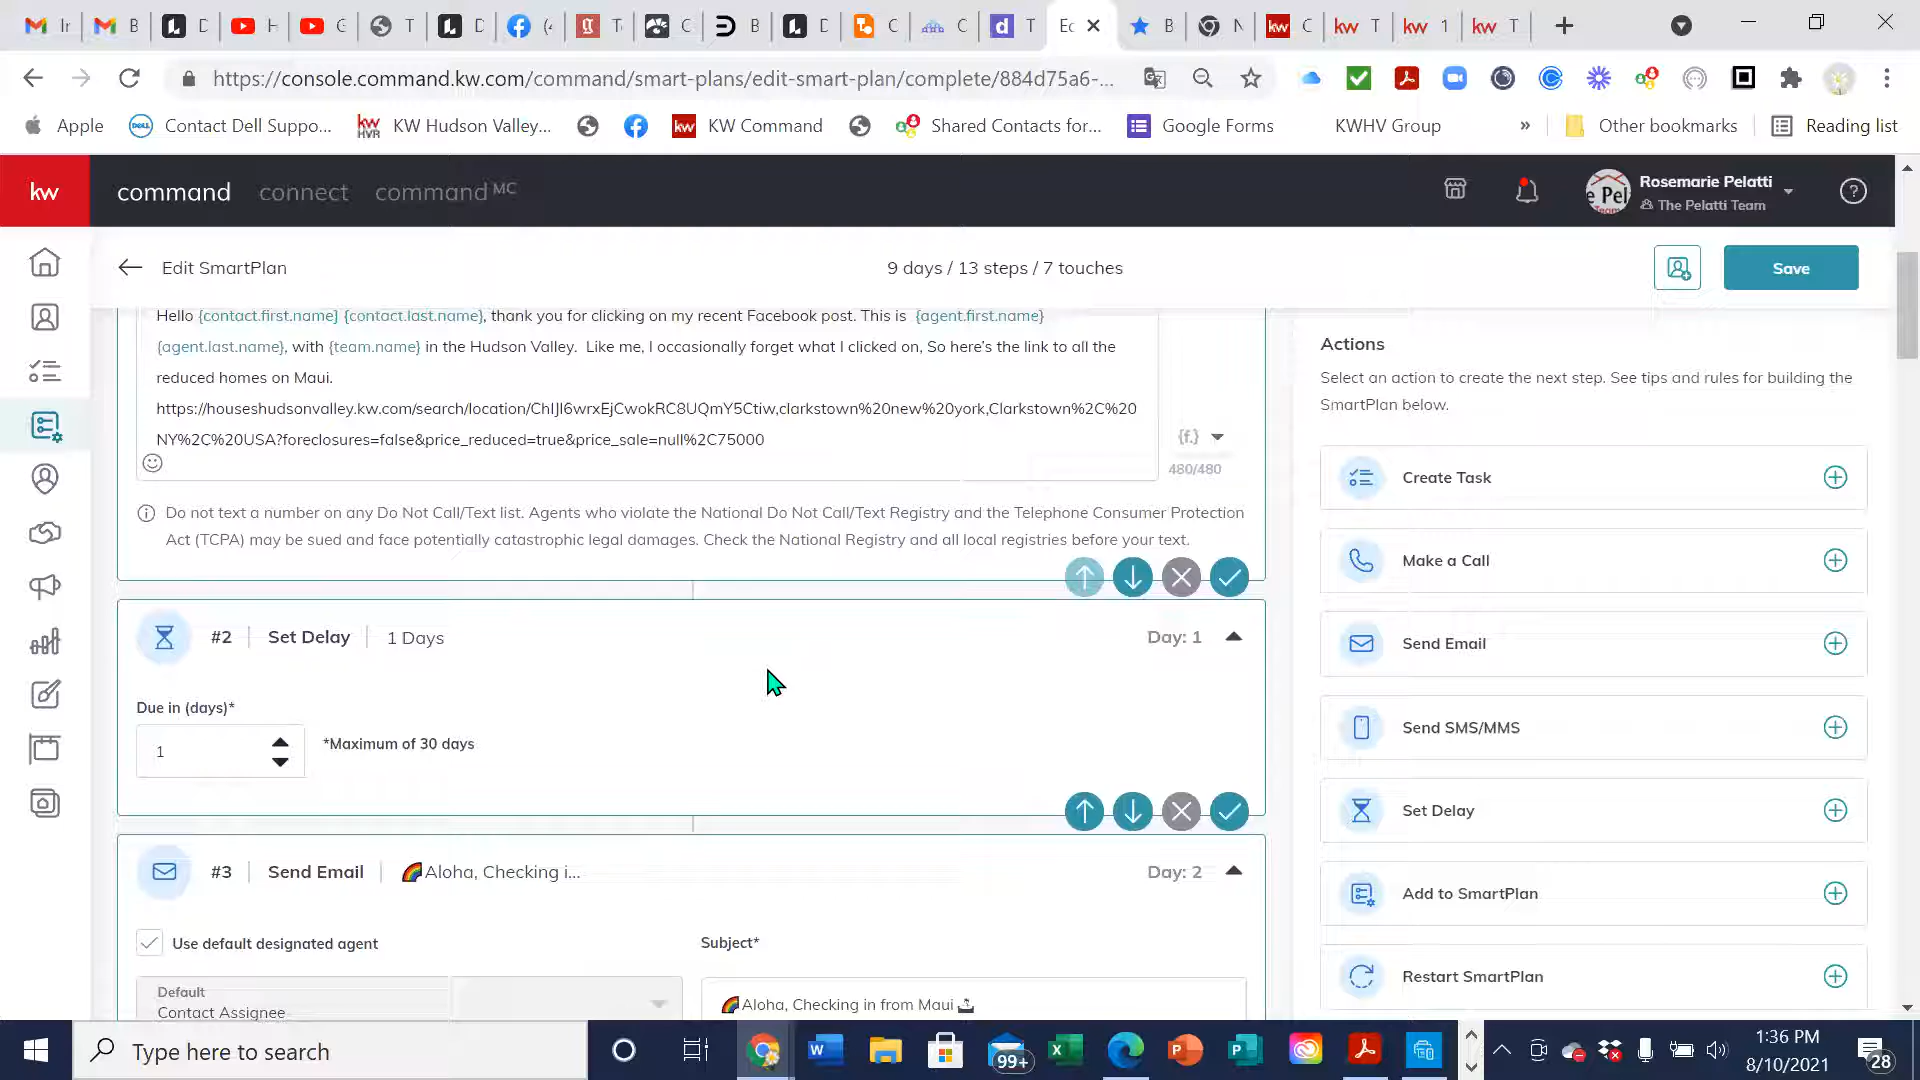 In
B
D
H
G
T
D
(4
T
C
B
D
C
C
T
Ec
B
N
C
kw T
kw 1
kw T
https://console.command.kw.com/command/smart-plans/edit-smart-plan/complete/884d75a6-...
Apple
Contact Dell Suppo...
KW Hudson Valley...
KW Command
Shared Contacts for...
Google Forms
KWHV Group
»
Other bookmarks
Reading list
kw
command
connect
command MC
Rosemarie Pelatti
The Pelatti Team
Edit SmartPlan
9 days / 13 steps / 7 touches
Save
Hello {contact.first.name} {contact.last.name}, thank you for clicking on my recent Facebook post. This is {agent.first.name}
{agent.last.name}, with {team.name} in the Hudson Valley. Like me, I occasionally forget what I clicked on, So here's the link to all the
reduced homes on Maui.
https://houseshudsonvalley.kw.com/search/location/ChIJI6wrxEjCwokRC8UQmY5Ctiw,clarkstown%20new%20york,Clarkstown%2C%20
NY%2C%20USA?foreclosures=false&price_reduced=true&price_sale=null%2C75000
{f.}
480/480
Do not text a number on any Do Not Call/Text list. Agents who violate the National Do Not Call/Text Registry and the Telephone Consumer Protection
Act (TCPA) may be sued and face potentially catastrophic legal damages. Check the National Registry and all local registries before your text.
#2
Set Delay
1 Days
Day: 1
Due in (days)*
1
*Maximum of 30 days
#3
Send Email
🌈Aloha, Checking i...
Day: 2
Use default designated agent
Subject*
Default
Contact Assignee
🌈Aloha, Checking in from Maui
Actions
Select an action to create the next step. See tips and rules for building the
SmartPlan below.
Create Task
Make a Call
Send Email
Send SMS/MMS
Set Delay
Add to SmartPlan
Restart SmartPlan
Type here to search
99+
1:36 PM
8/10/2021
28